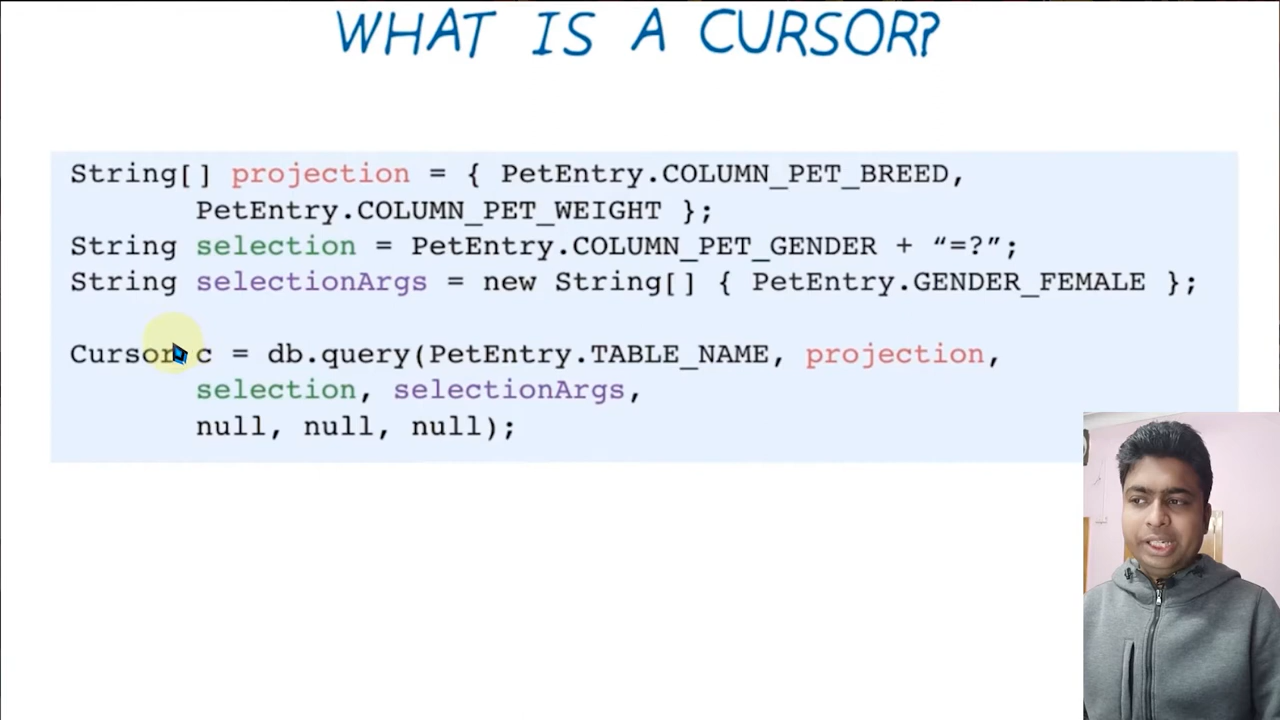 WHAT IS A CURSOR?
String[] projection = { PetEntry.COLUMN_PET_BREED,
PetEntry.COLUMN_PET_WEIGHT };
String selection = PetEntry.COLUMN_PET_GENDER + “=?”;
String selectionArgs = new String[] { PetEntry.GENDER_FEMALE };
Cursor c = db.query(PetEntry.TABLE_NAME, projection,
selection, selectionArgs,
null, null, null);